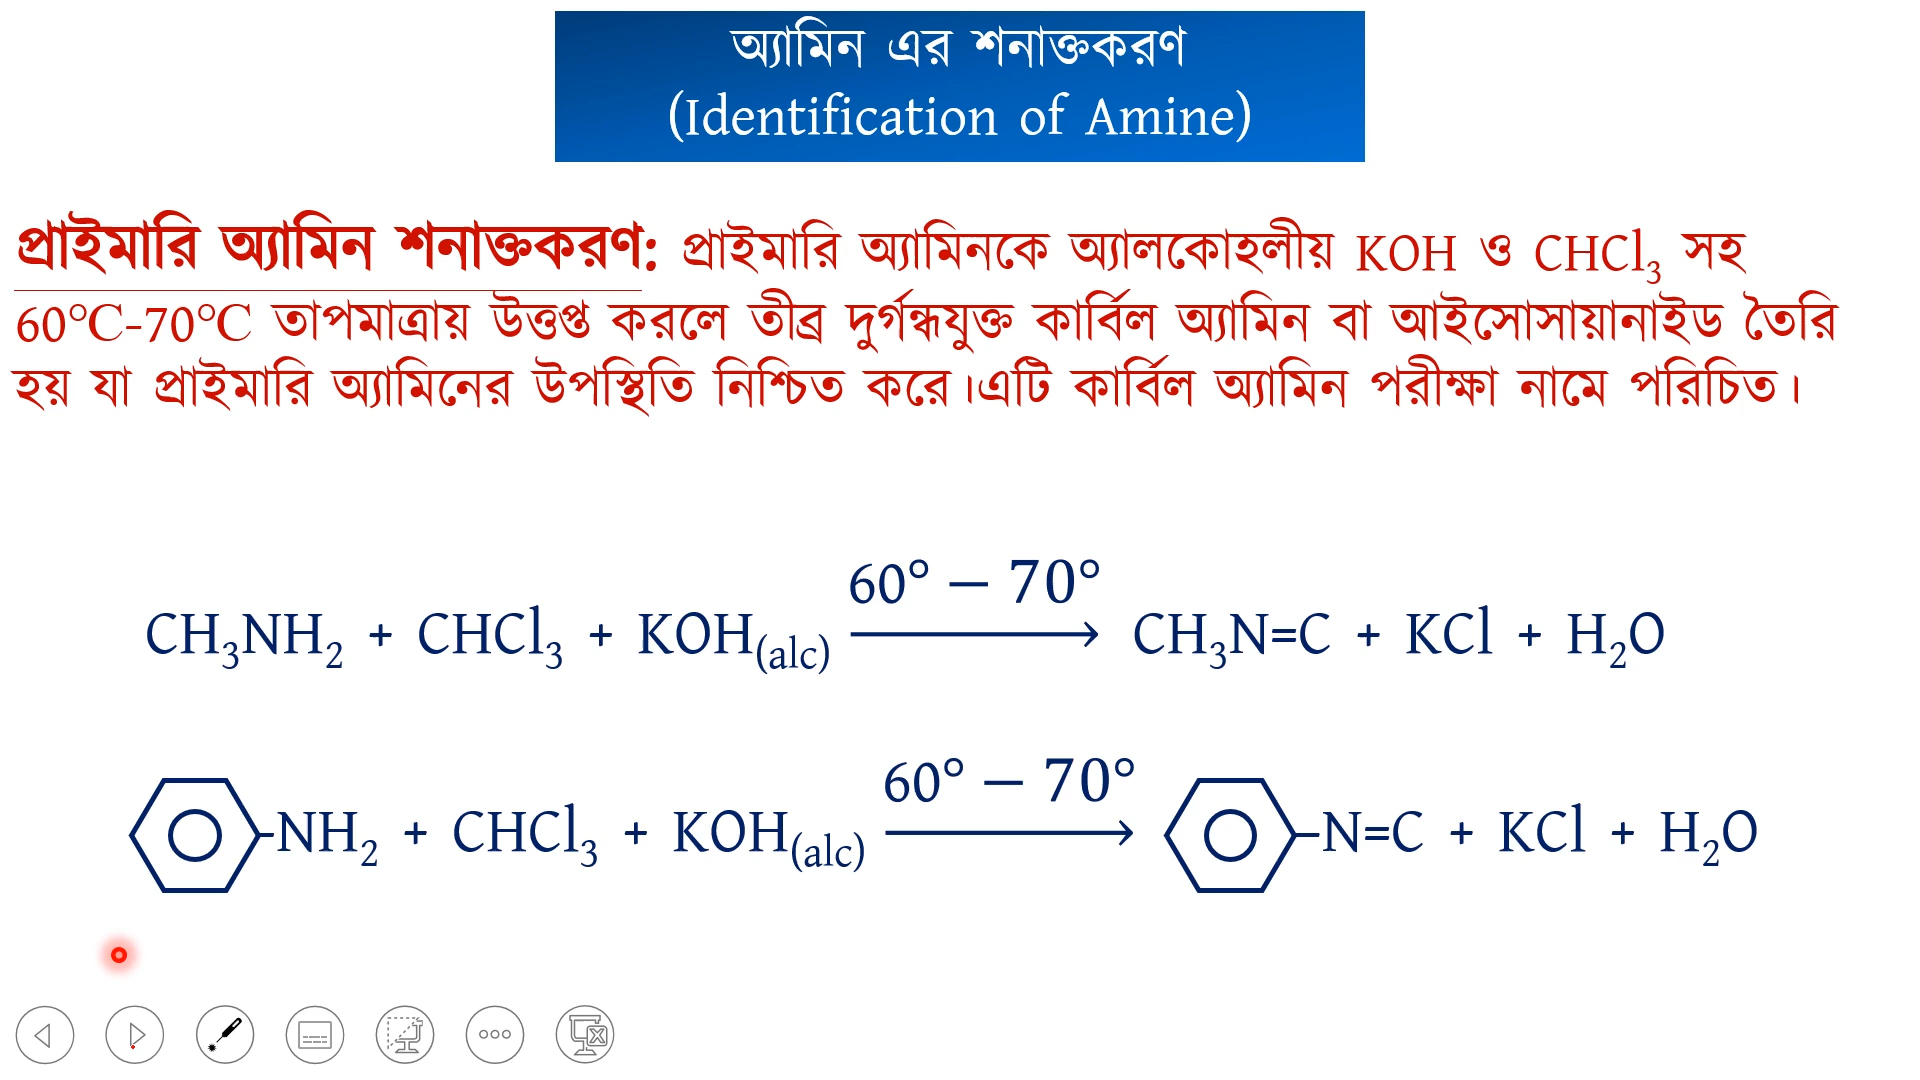 অ্যামিন এর শনাক্তকরণ
(Identification of Amine)
প্রাইমারি অ্যামিন শনাক্তকরণ: প্রাইমারি অ্যামিনকে অ্যালকোহলীয় KOH ও CHCl₃ সহ
60°C-70°C তাপমাত্রায় উত্তপ্ত করলে তীব্র দুর্গন্ধযুক্ত কার্বিল অ্যামিন বা আইসোসায়ানাইড তৈরি
হয় যা প্রাইমারি অ্যামিনের উপস্থিতি নিশ্চিত করে।এটি কার্বিল অ্যামিন পরীক্ষা নামে পরিচিত।
60° – 70°
CH₃NH₂ + CHCl₃ + KOH₍alc₎ ⟶ CH₃N=C + KCl + H₂O
60° – 70°
-NH₂ + CHCl₃ + KOH₍alc₎ ⟶ –N=C + KCl + H₂O